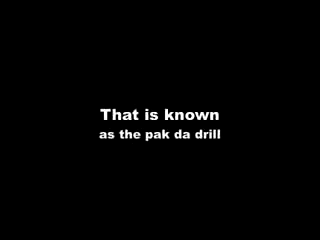 That is known
as the pak da drill